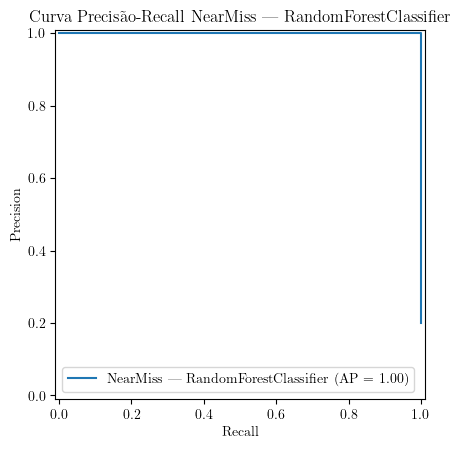 Curva Precisão-Recall NearMiss — RandomForestClassifier
1.0
0.8
0.6
0.4
0.2
0.0
Precision
NearMiss — RandomForestClassifier (AP = 1.00)
0.0 0.2 0.4 0.6 0.8 1.0
Recall